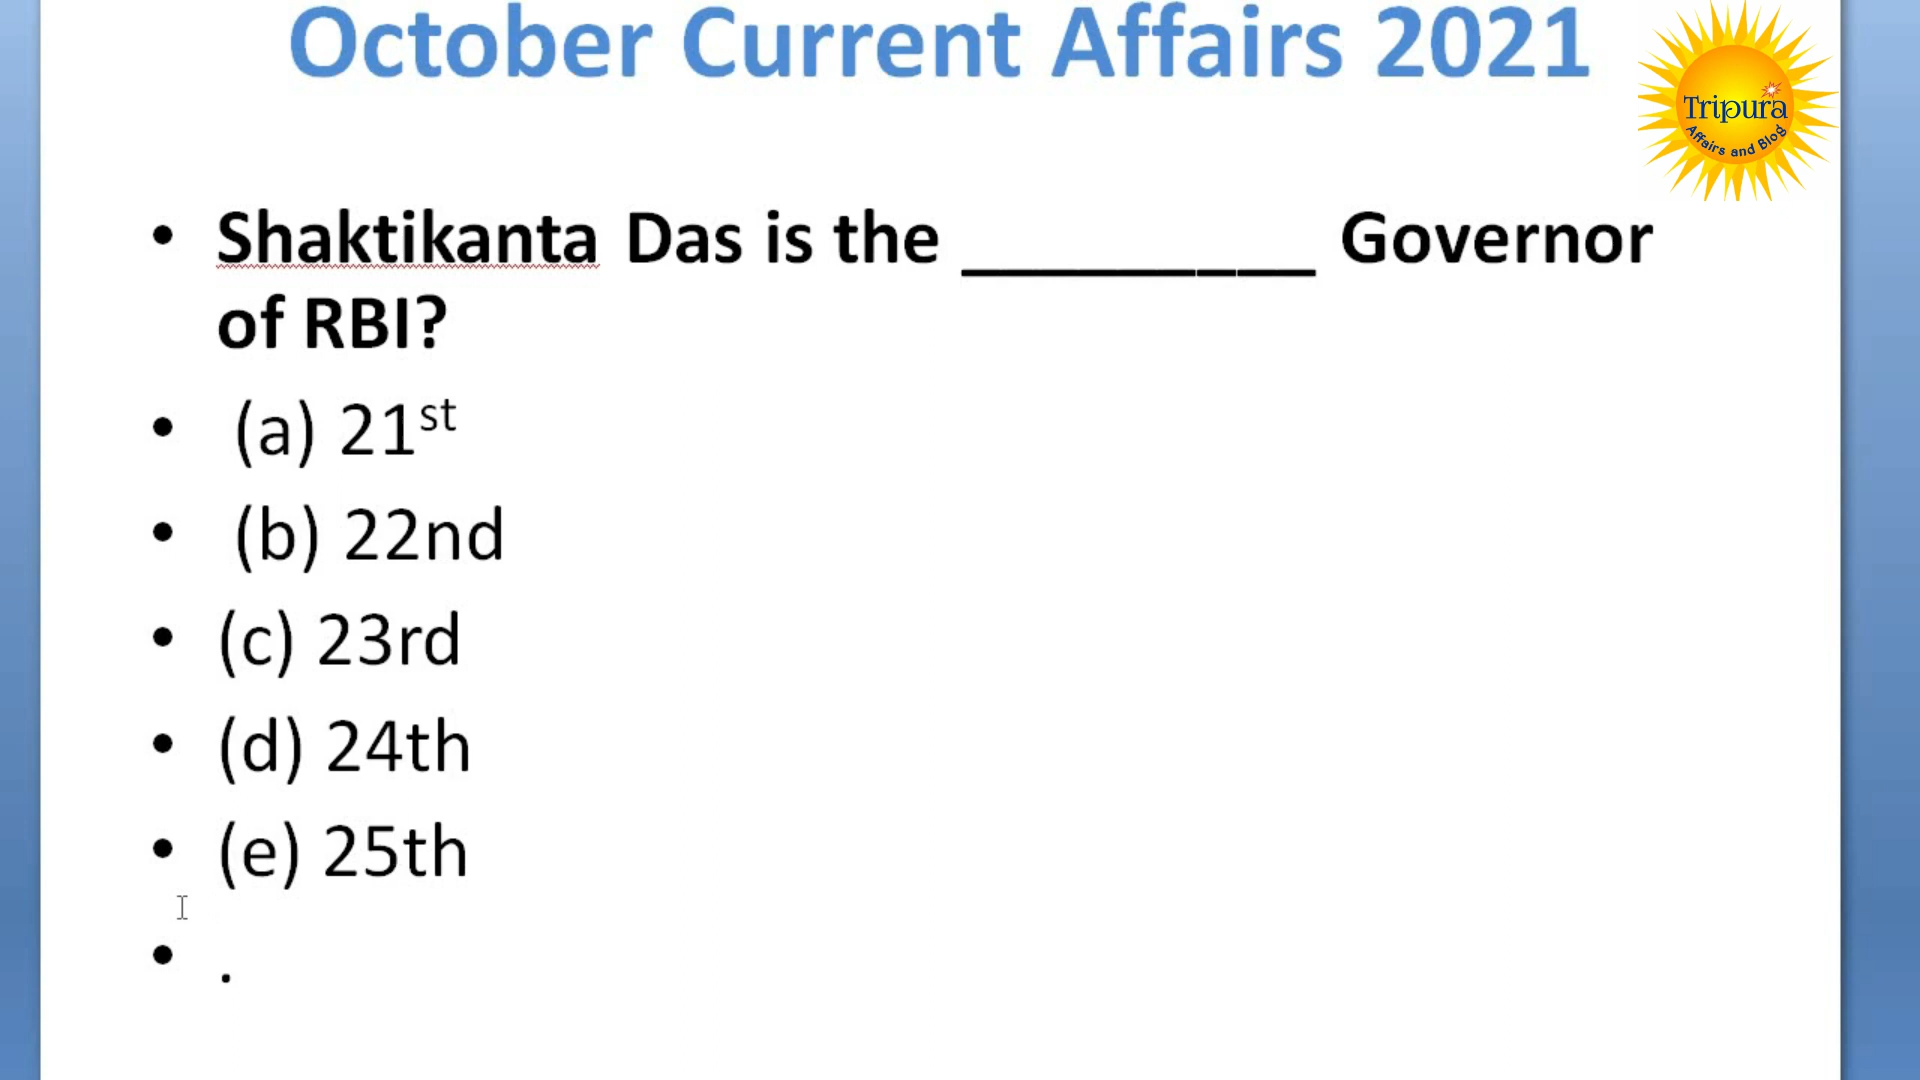 October Current Affairs 2021
Tripura
Affairs and Blog
• Shaktikanta Das is the _________ Governor
of RBI?
• (a) 21st
• (b) 22nd
• (c) 23rd
• (d) 24th
• (e) 25th
• .